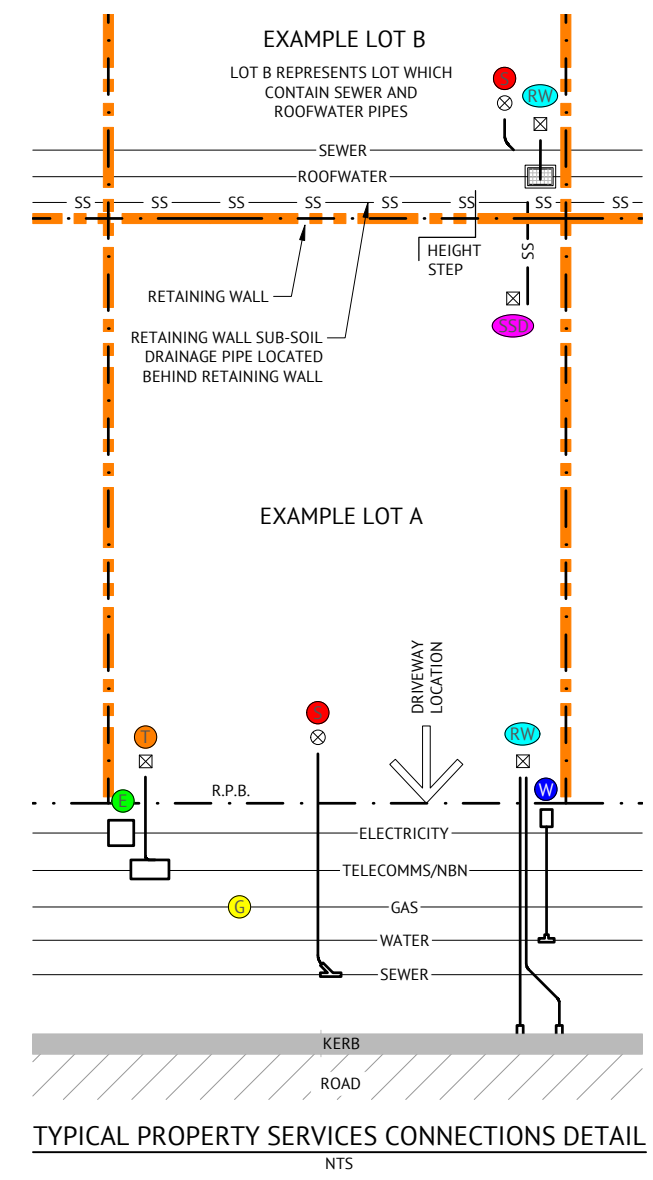 EXAMPLE LOT B
LOT B REPRESENTS LOT WHICH
CONTAIN SEWER AND
ROOFWATER PIPES
S
RW
SEWER
ROOFWATER
SS SS SS SS SS SS SS SS
HEIGHT
STEP
SS
RETAINING WALL
SSD
RETAINING WALL SUB-SOIL
DRAINAGE PIPE LOCATED
BEHIND RETAINING WALL
EXAMPLE LOT A
DRIVEWAY
LOCATION
S
T
RW
E
R.P.B.
W
ELECTRICITY
TELECOMMS/NBN
G
GAS
WATER
SEWER
KERB
ROAD
TYPICAL PROPERTY SERVICES CONNECTIONS DETAIL
NTS